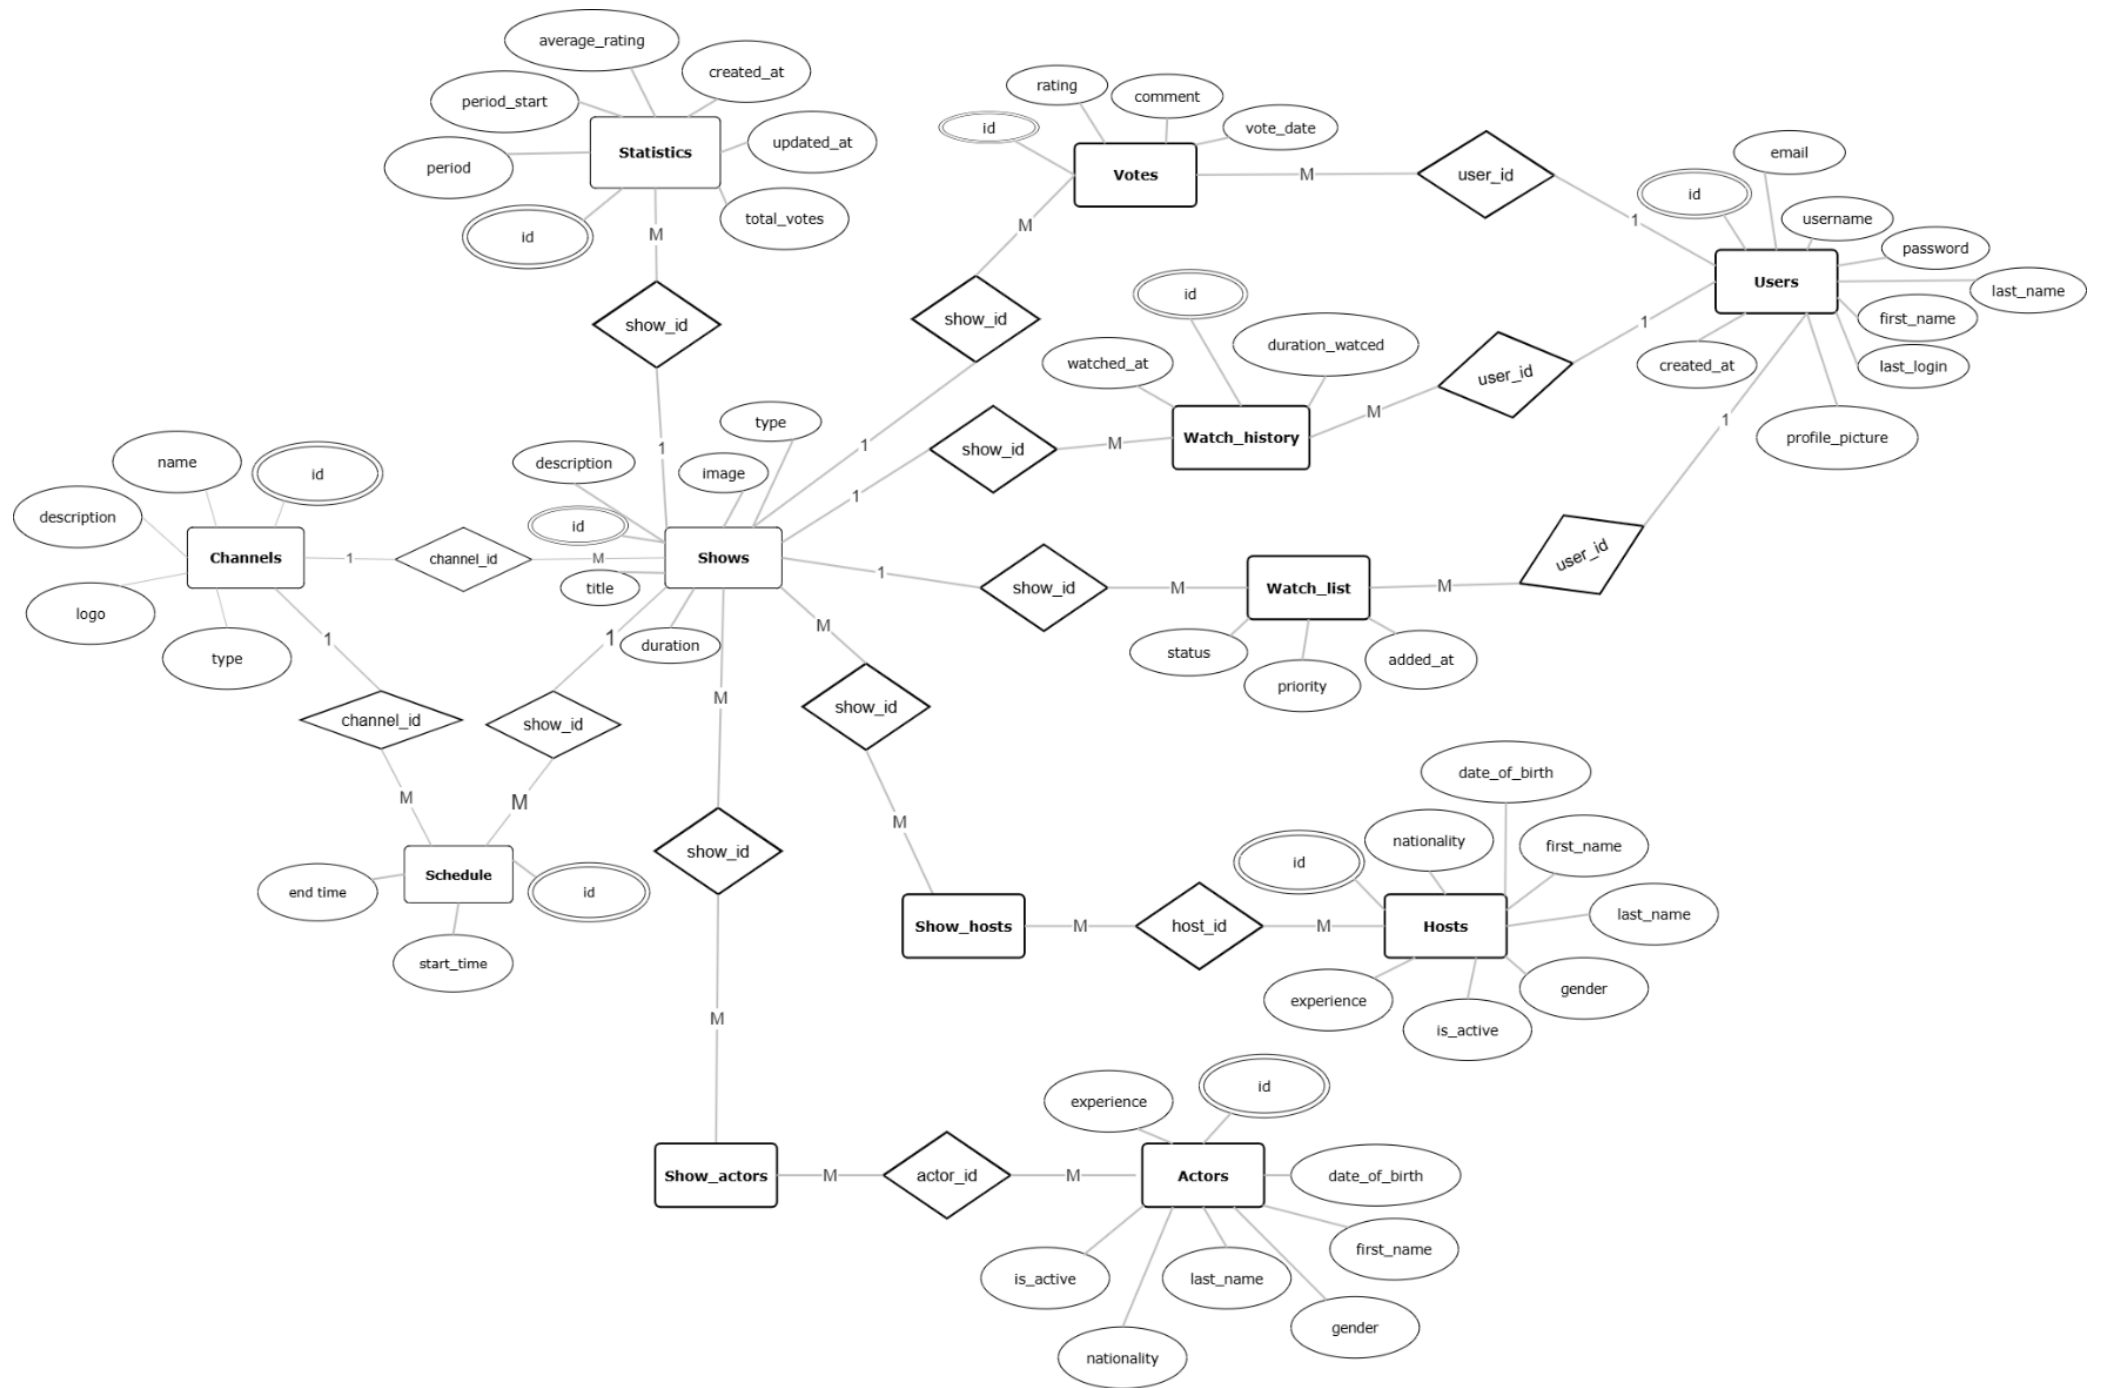 average_rating
created_at
period_start
updated_at
Statistics
period
total_votes
id
M
show_id
1
rating
comment
id
vote_date
Votes
M
user_id
1
M
show_id
1
email
id
username
password
Users
last_name
first_name
created_at
last_login
profile_picture
id
duration_watced
watched_at
Watch_history
M
user_id
1
M
show_id
1
type
description
image
id
Shows
title
duration
name
id
description
Channels
logo
type
1
channel_id
M
1
show_id
M
Watch_list
M
user_id
1
status
priority
added_at
1
channel_id
M
1
show_id
M
Schedule
end time
id
start_time
M
show_id
M
Show_hosts
M
host_id
M
date_of_birth
nationality
first_name
id
Hosts
last_name
experience
gender
is_active
M
show_id
M
Show_actors
M
actor_id
M
experience
id
Actors
date_of_birth
first_name
is_active
last_name
gender
nationality